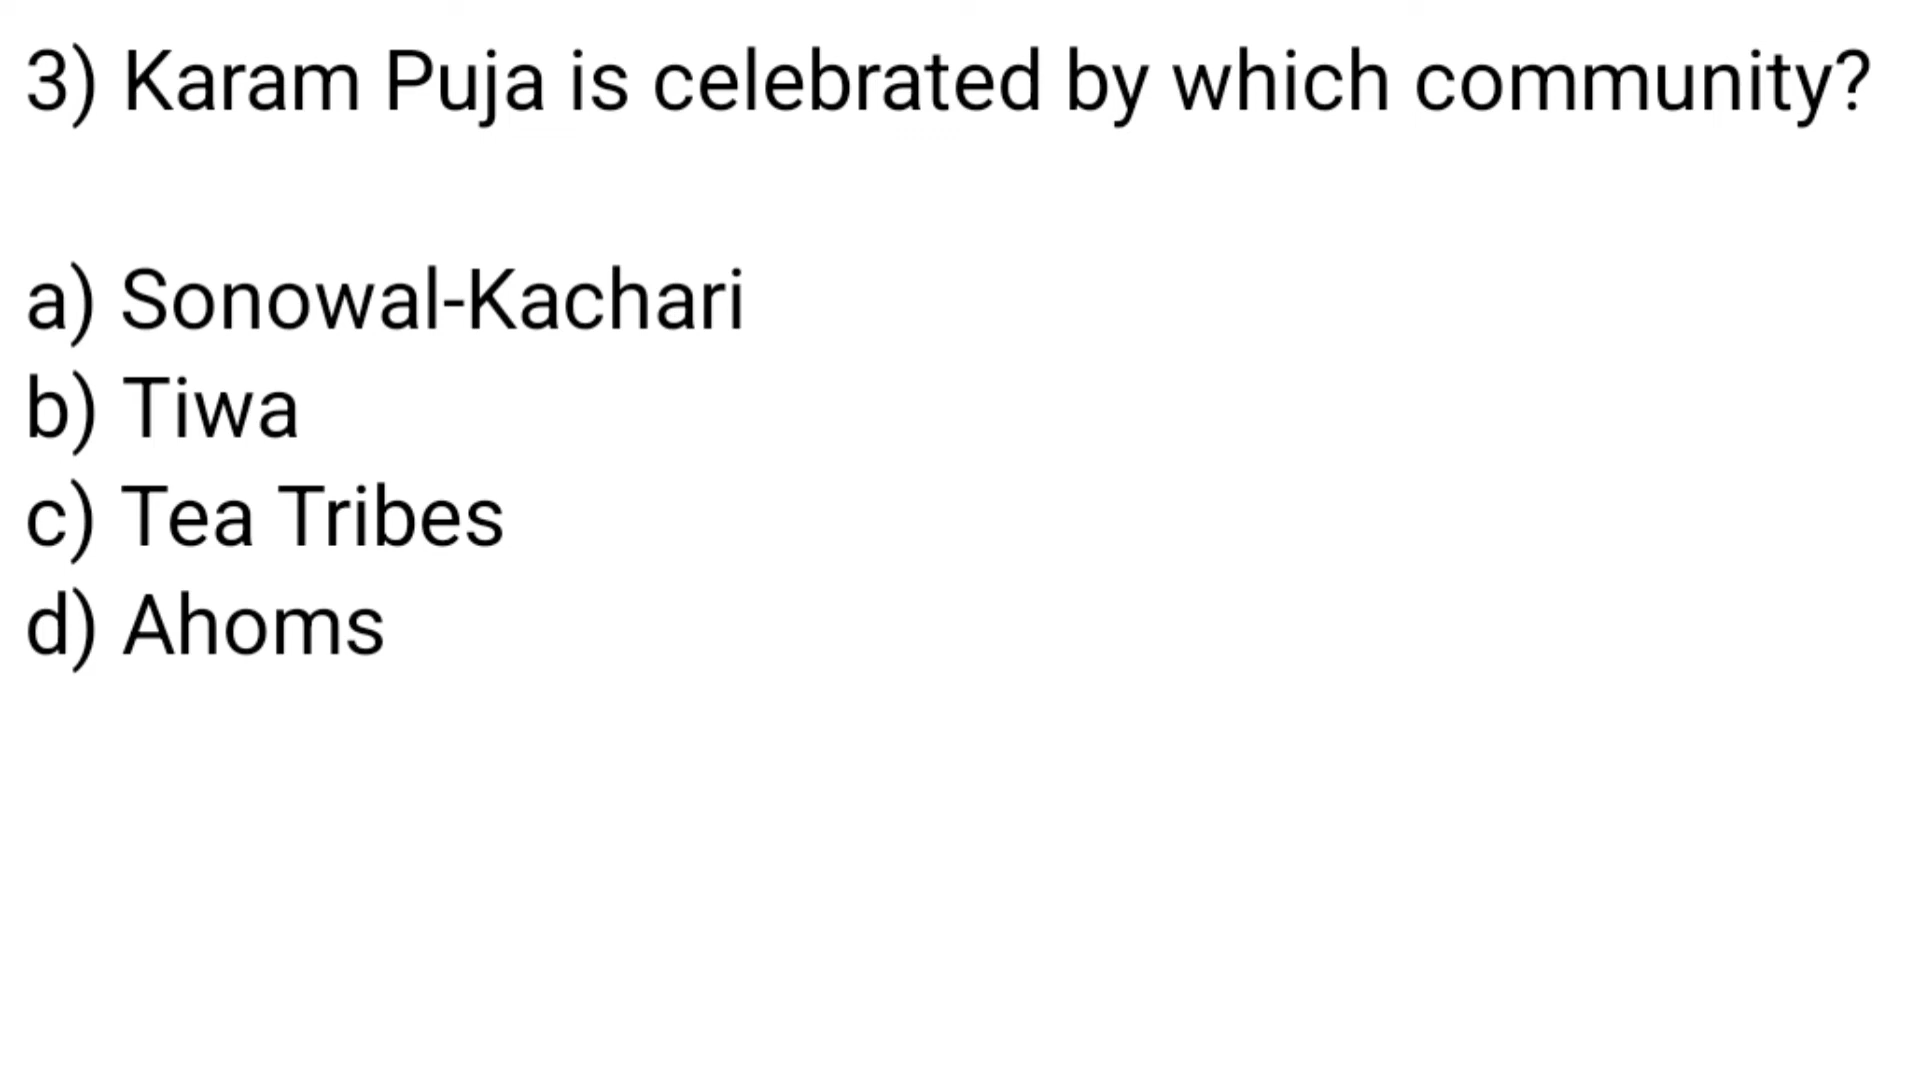 3) Karam Puja is celebrated by which community?
a) Sonowal-Kachari
b) Tiwa
c) Tea Tribes
d) Ahoms